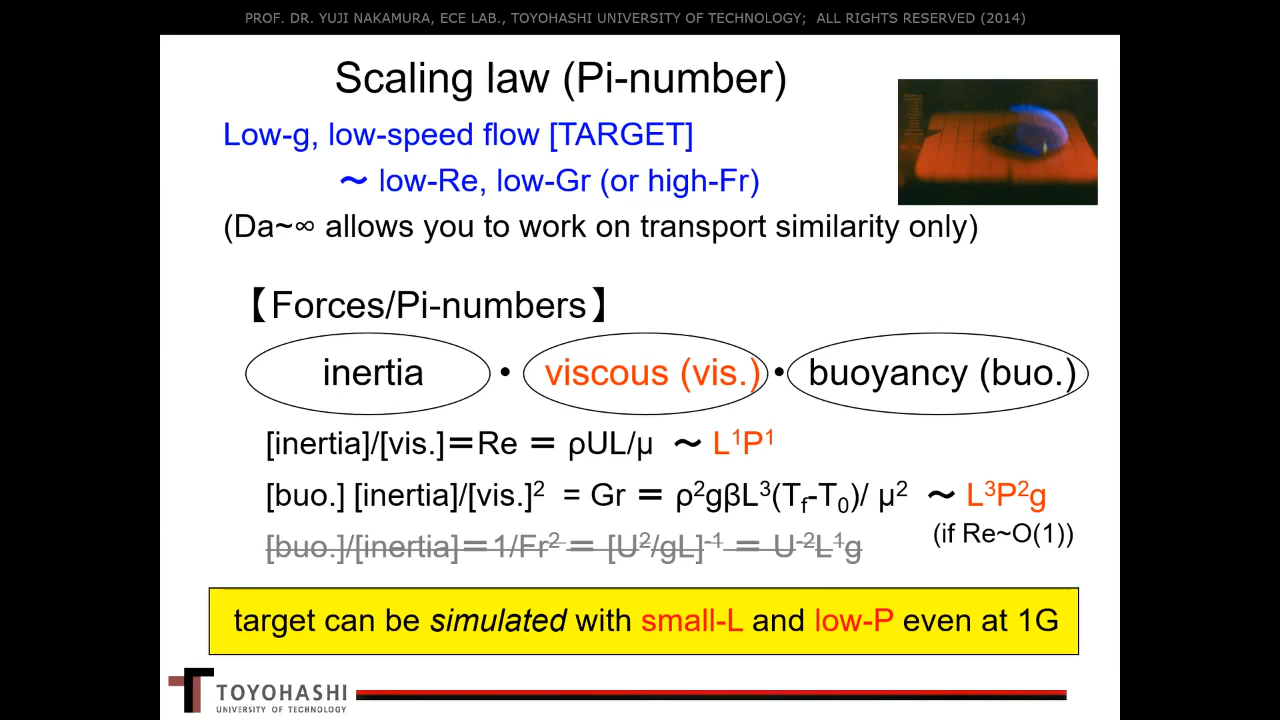 PROF. DR. YUJI NAKAMURA, ECE LAB., TOYOHASHI UNIVERSITY OF TECHNOLOGY; ALL RIGHTS RESERVED (2014)
Scaling law (Pi-number)
Low-g, low-speed flow [TARGET]
～ low-Re, low-Gr (or high-Fr)
(Da~∞ allows you to work on transport similarity only)
【Forces/Pi-numbers】
inertia • viscous (vis.) • buoyancy (buo.)
[inertia]/[vis.]＝Re ＝ ρUL/μ ～ L¹P¹
[buo.] [inertia]/[vis.]² = Gr ＝ ρ²gβL³(Tf-T₀)/ μ² ～ L³P²g
(if Re~O(1))
[buo.]/[inertia]＝1/Fr² ＝ [U²/gL]⁻¹ ＝ U⁻²L¹g
target can be simulated with small-L and low-P even at 1G
TOYOHASHI
UNIVERSITY OF TECHNOLOGY